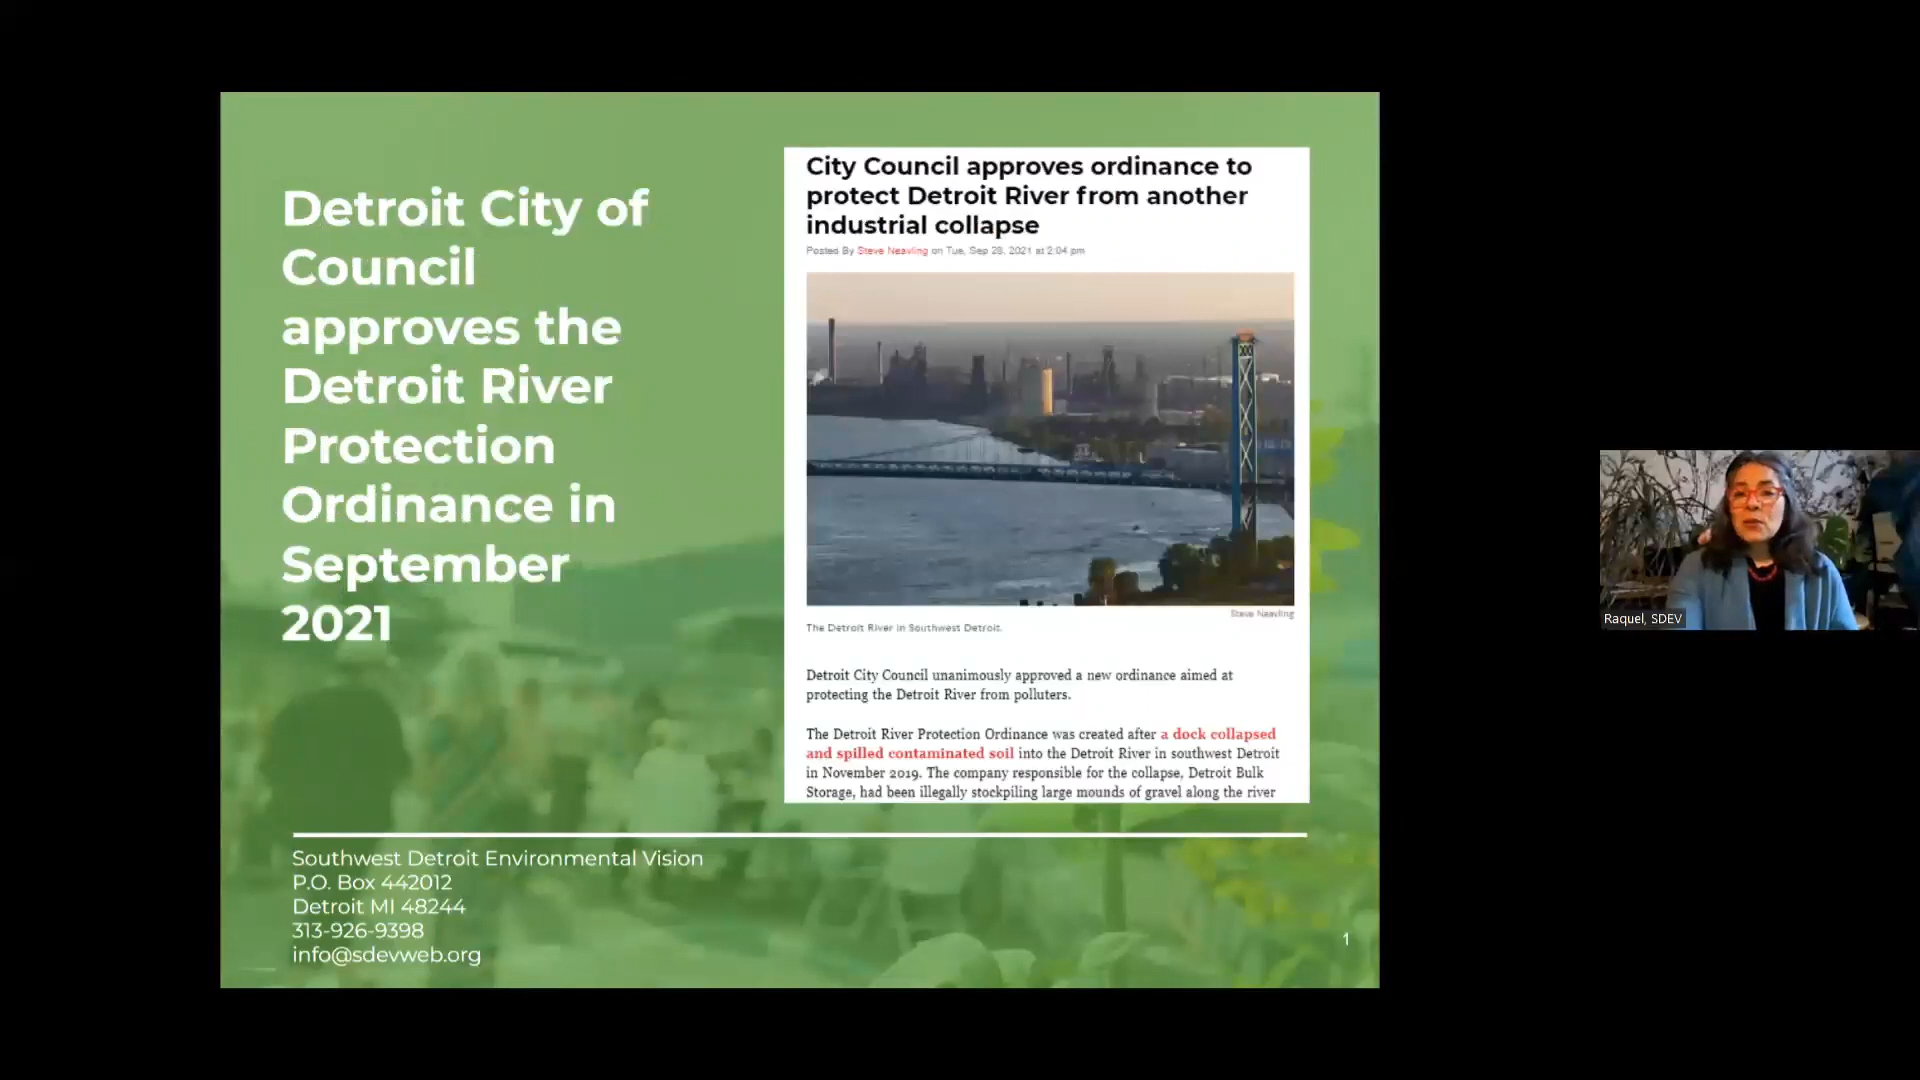 Detroit City of
Council
approves the
Detroit River
Protection
Ordinance in
September
2021
City Council approves ordinance to
protect Detroit River from another
industrial collapse
Posted By Steve Neavling on Tue, Sep 28, 2021 at 2:04 pm
Steve Neavling
The Detroit River in Southwest Detroit.
Detroit City Council unanimously approved a new ordinance aimed at
protecting the Detroit River from polluters.
The Detroit River Protection Ordinance was created after a dock collapsed
and spilled contaminated soil into the Detroit River in southwest Detroit
in November 2019. The company responsible for the collapse, Detroit Bulk
Storage, had been illegally stockpiling large mounds of gravel along the river
Southwest Detroit Environmental Vision
P.O. Box 442012
Detroit MI 48244
313-926-9398
info@sdevweb.org
1
Raquel, SDEV